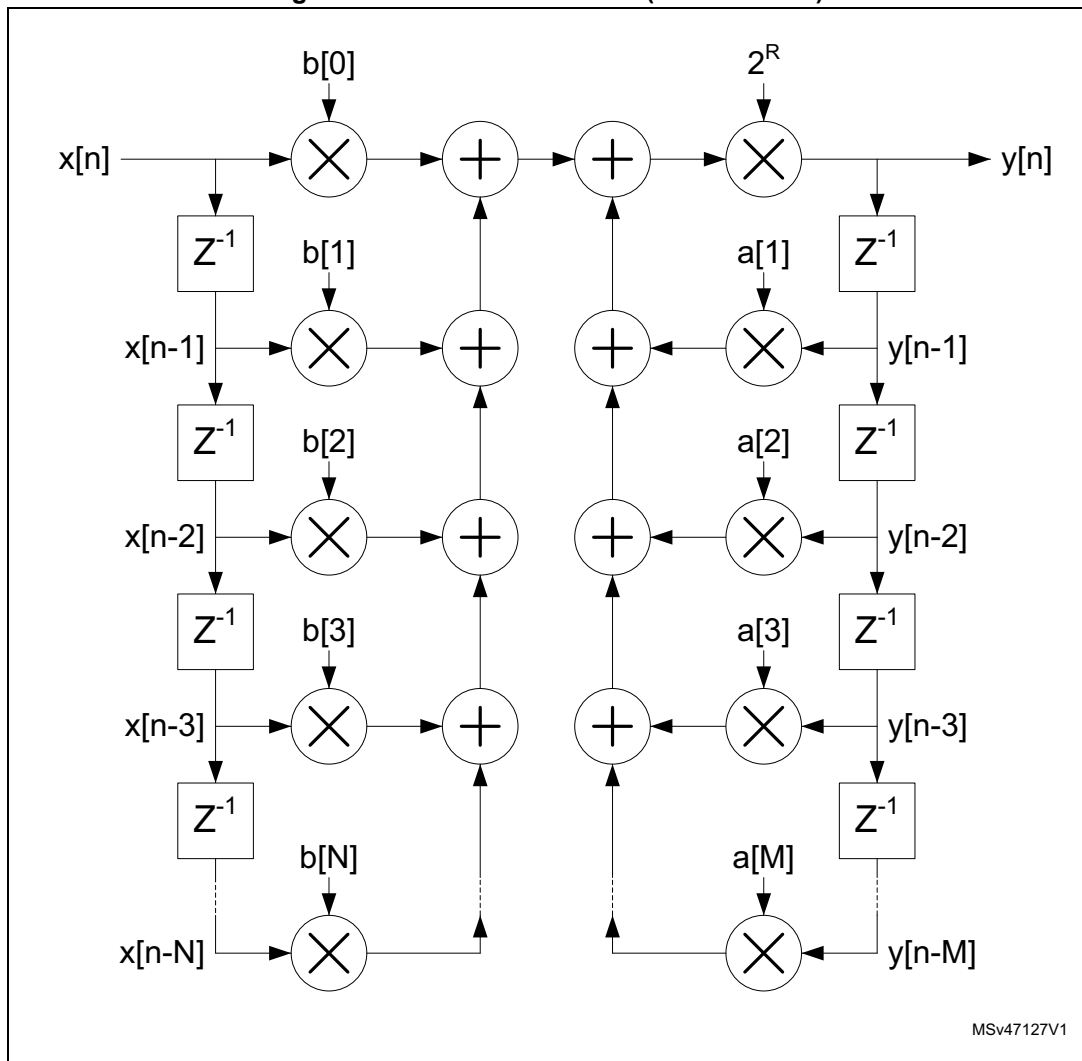 b[0] 2^R
x[n] y[n]
Z^-1 Z^-1
b[1] a[1]
x[n-1] y[n-1]
Z^-1 Z^-1
b[2] a[2]
x[n-2] y[n-2]
Z^-1 Z^-1
b[3] a[3]
x[n-3] y[n-3]
Z^-1 Z^-1
b[N] a[M]
x[n-N] y[n-M]
MSv47127V1